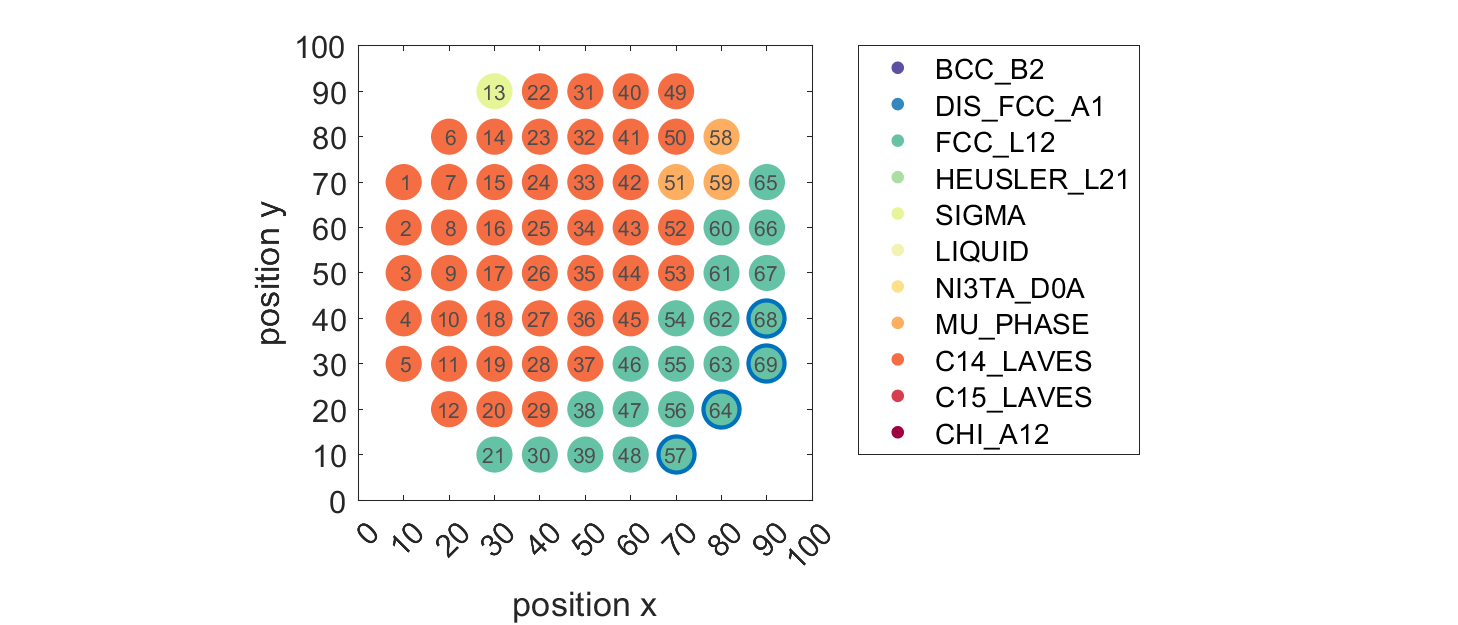 100
90
80
70
60
50
40
30
20
10
0
position y
13 22 31 40 49
6 14 23 32 41 50 58
1 7 15 24 33 42 51 59 65
2 8 16 25 34 43 52 60 66
3 9 17 26 35 44 53 61 67
4 10 18 27 36 45 54 62 68
5 11 19 28 37 46 55 63 69
12 20 29 38 47 56 64
21 30 39 48 57
0 10 20 30 40 50 60 70 80 90 100
position x
BCC_B2
DIS_FCC_A1
FCC_L12
HEUSLER_L21
SIGMA
LIQUID
NI3TA_D0A
MU_PHASE
C14_LAVES
C15_LAVES
CHI_A12